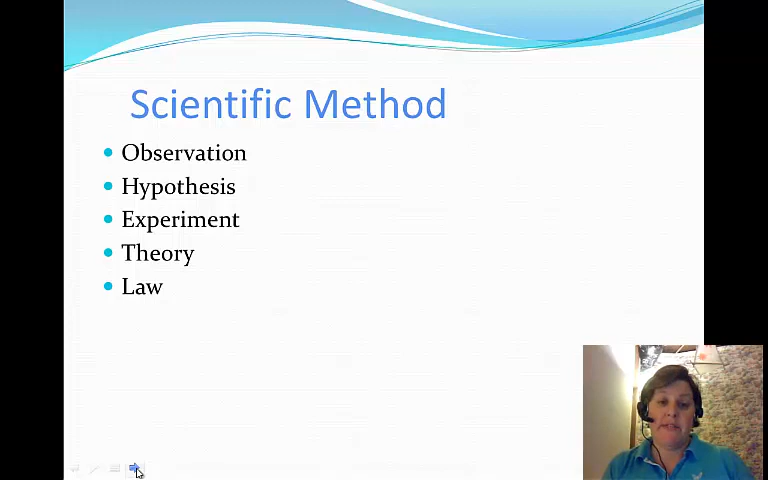 Scientific Method
Observation
Hypothesis
Experiment
Theory
Law